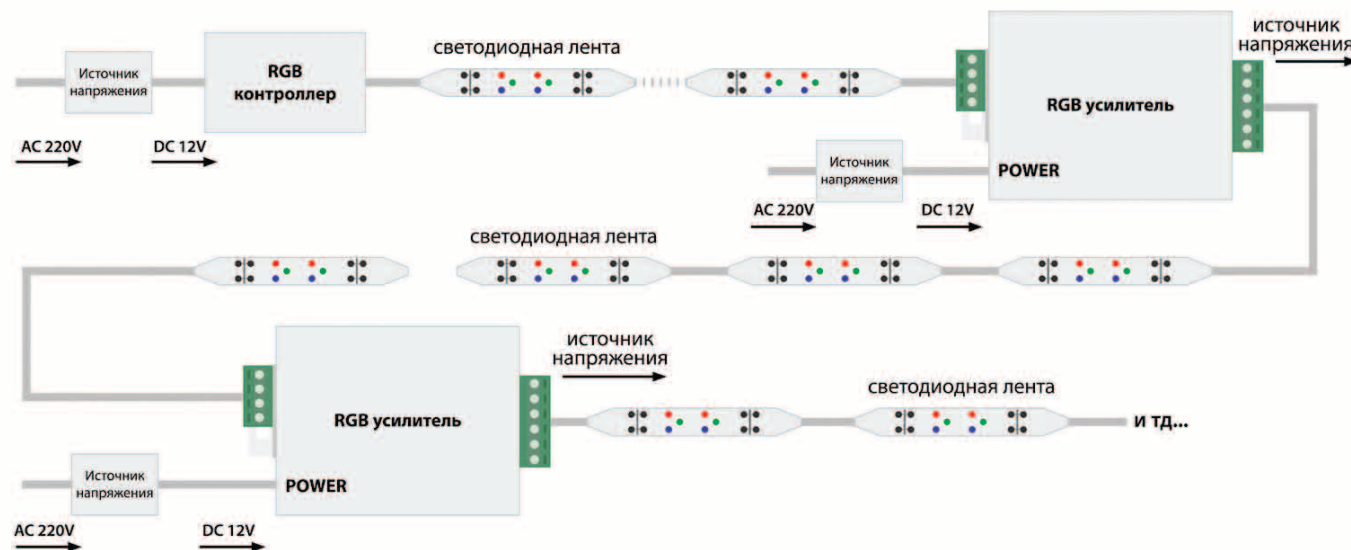 источник
напряжения
светодиодная лента
Источник
напряжения
RGB
контроллер
RGB усилитель
AC 220V
DC 12V
Источник
напряжения
POWER
AC 220V
DC 12V
светодиодная лента
источник
напряжения
светодиодная лента
RGB усилитель
и тд...
Источник
напряжения
POWER
AC 220V
DC 12V